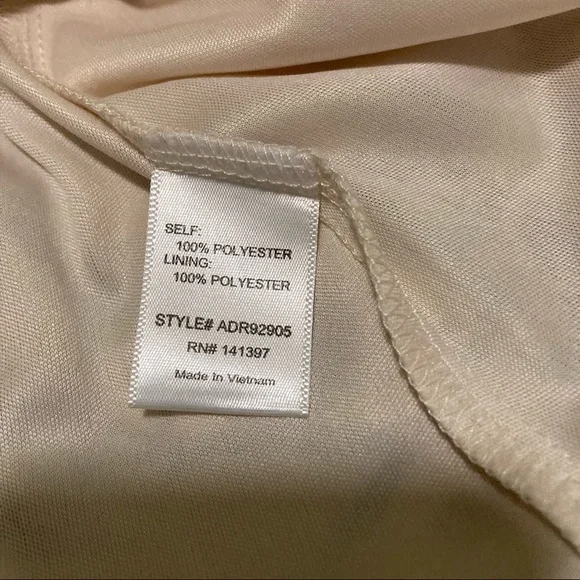 SELF:
100% POLYESTER
LINING:
100% POLYESTER
STYLE# ADR92905
RN# 141397
Made In Vietnam